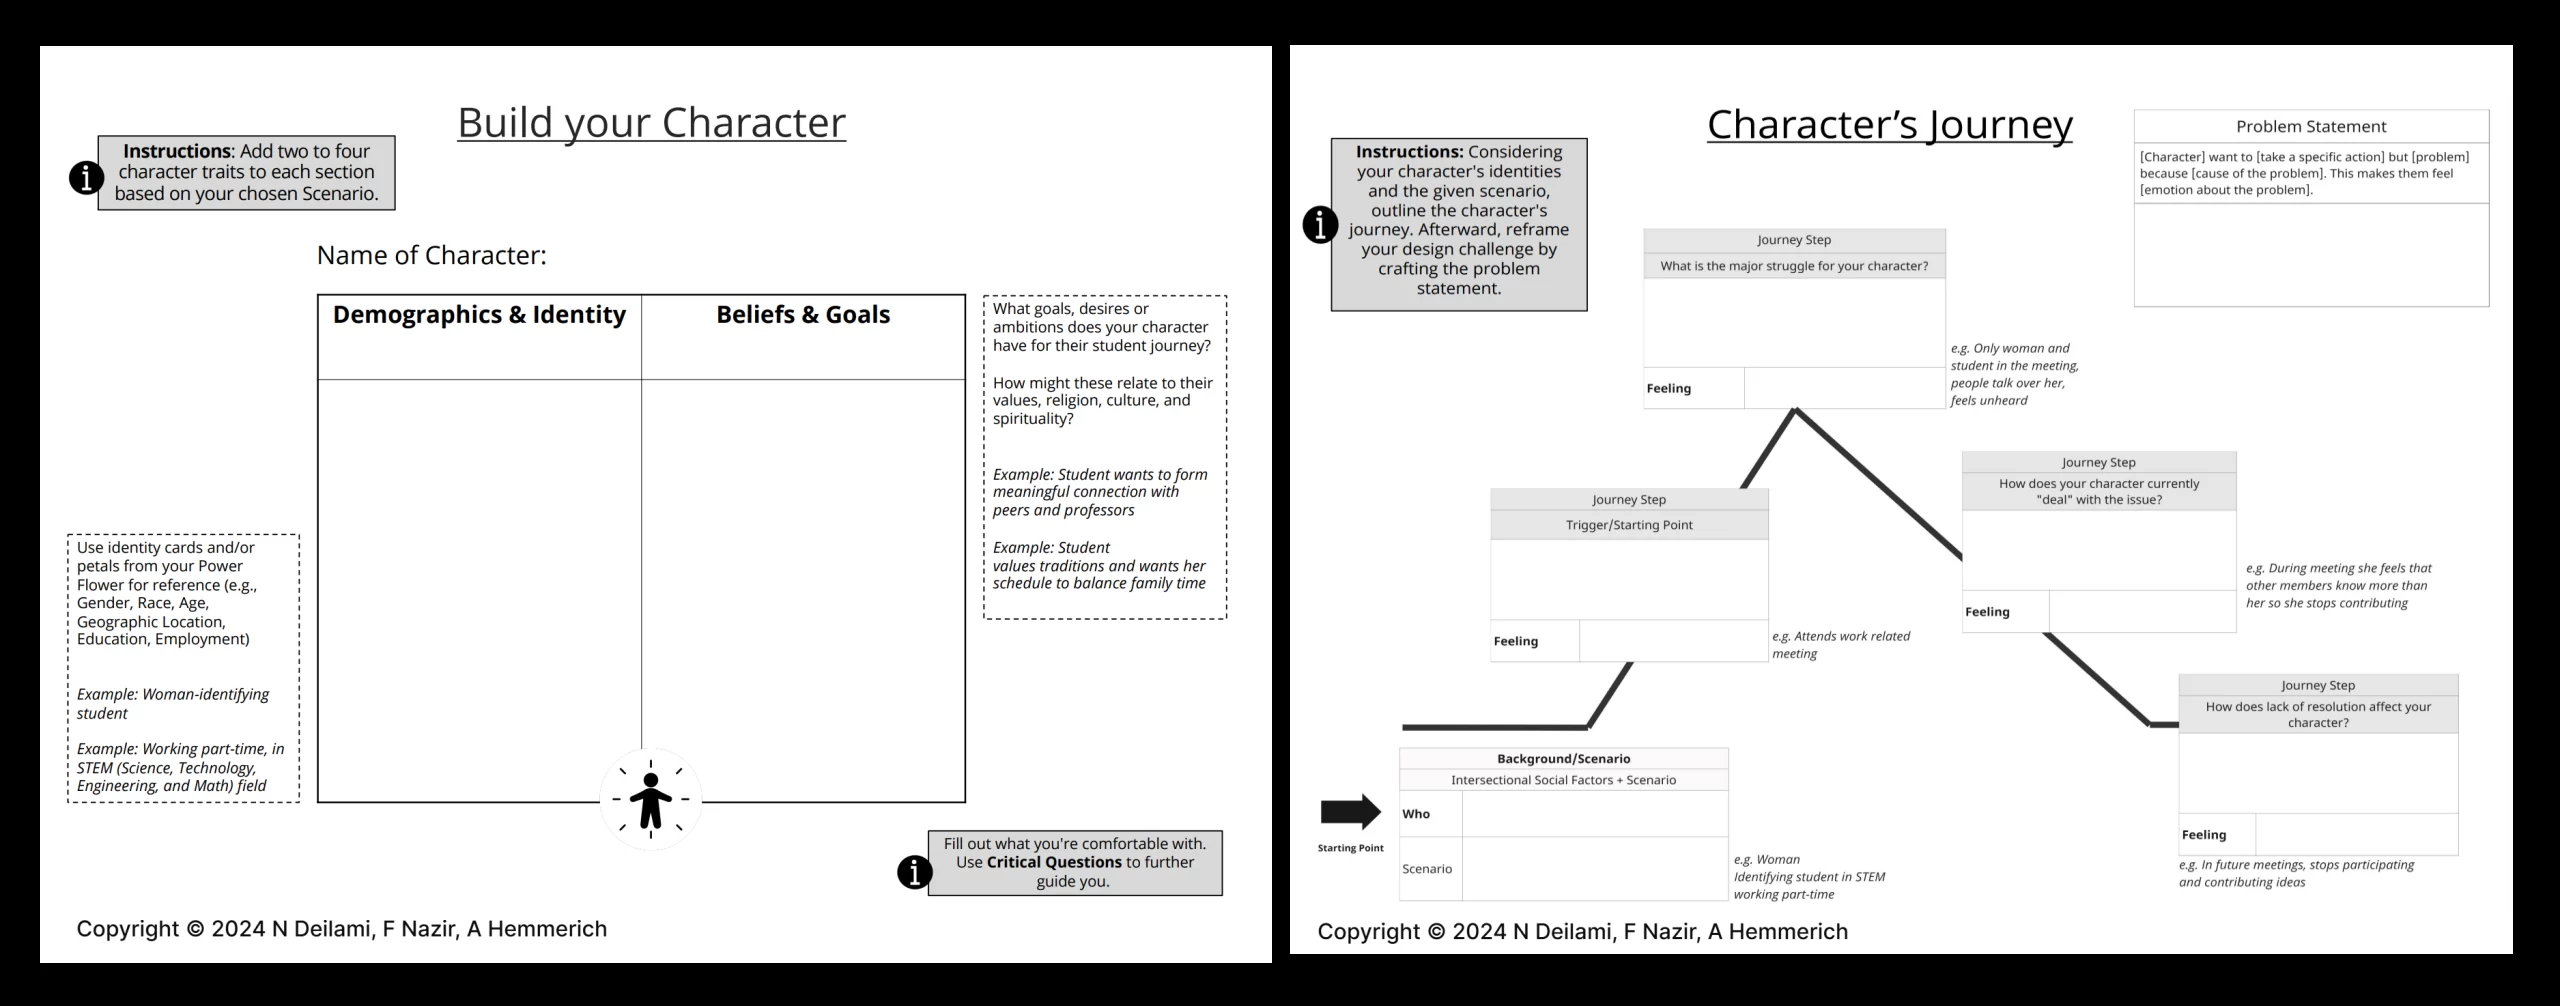 Build your Character
Instructions: Add two to four
character traits to each section
based on your chosen Scenario.
Name of Character:
Demographics & Identity
Beliefs & Goals
What goals, desires or
ambitions does your character
have for their student journey?
How might these relate to their
values, religion, culture, and
spirituality?
Example: Student wants to form
meaningful connection with
peers and professors
Example: Student
values traditions and wants her
schedule to balance family time
Use identity cards and/or
petals from your Power
Flower for reference (e.g.,
Gender, Race, Age,
Geographic Location,
Education, Employment)
Example: Woman-identifying
student
Example: Working part-time, in
STEM (Science, Technology,
Engineering, and Math) field
Fill out what you're comfortable with.
Use Critical Questions to further
guide you.
Copyright © 2024 N Deilami, F Nazir, A Hemmerich
Character's Journey
Instructions: Considering
your character's identities
and the given scenario,
outline the character's
journey. Afterward, reframe
your design challenge by
crafting the problem
statement.
Problem Statement
[Character] want to [take a specific action] but [problem]
because [cause of the problem]. This makes them feel
[emotion about the problem].
Journey Step
What is the major struggle for your character?
Feeling
e.g. Only woman and
student in the meeting,
people talk over her,
feels unheard
Journey Step
Trigger/Starting Point
Feeling
e.g. Attends work related
meeting
Journey Step
How does your character currently
"deal" with the issue?
Feeling
e.g. During meeting she feels that
other members know more than
her so she stops contributing
Journey Step
How does lack of resolution affect your
character?
Feeling
e.g. In future meetings, stops participating
and contributing ideas
Starting Point
Background/Scenario
Intersectional Social Factors + Scenario
Who
Scenario
e.g. Woman
Identifying student in STEM
working part-time
Copyright © 2024 N Deilami, F Nazir, A Hemmerich